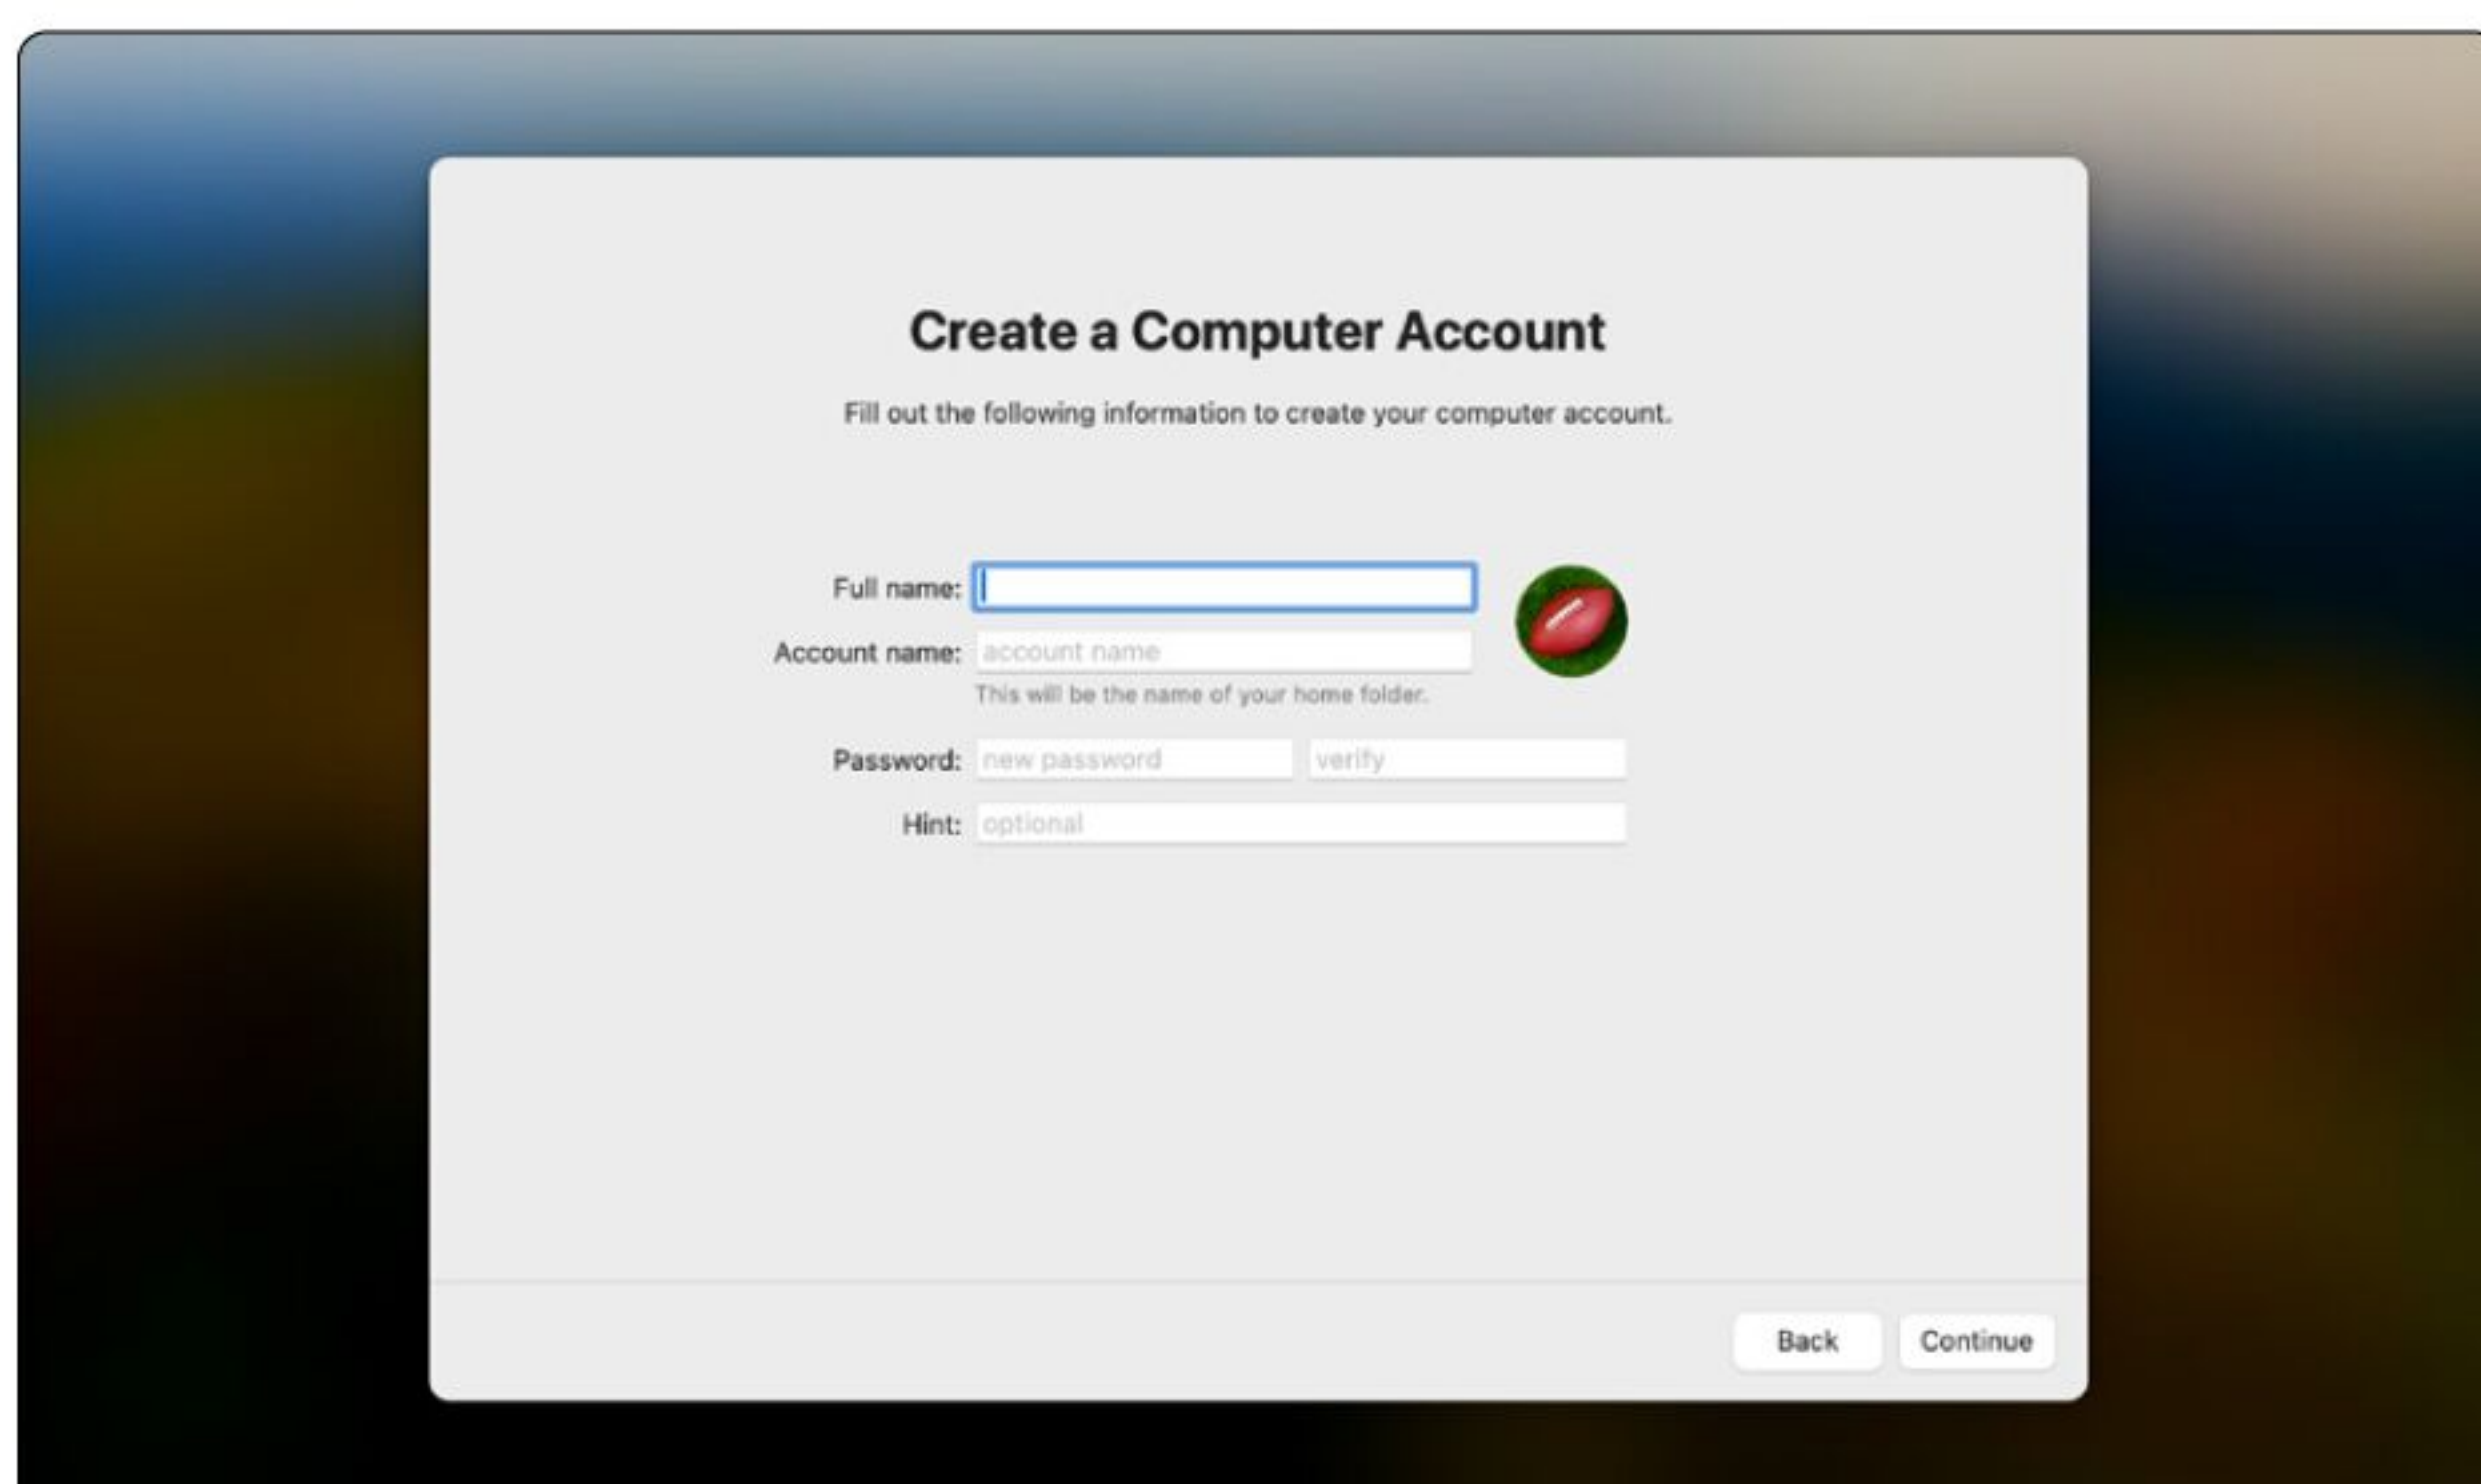 Create a Computer Account
Fill out the following information to create your computer account.
Full name:
Account name: account name
This will be the name of your home folder.
Password: new password verify
Hint: optional
Back Continue